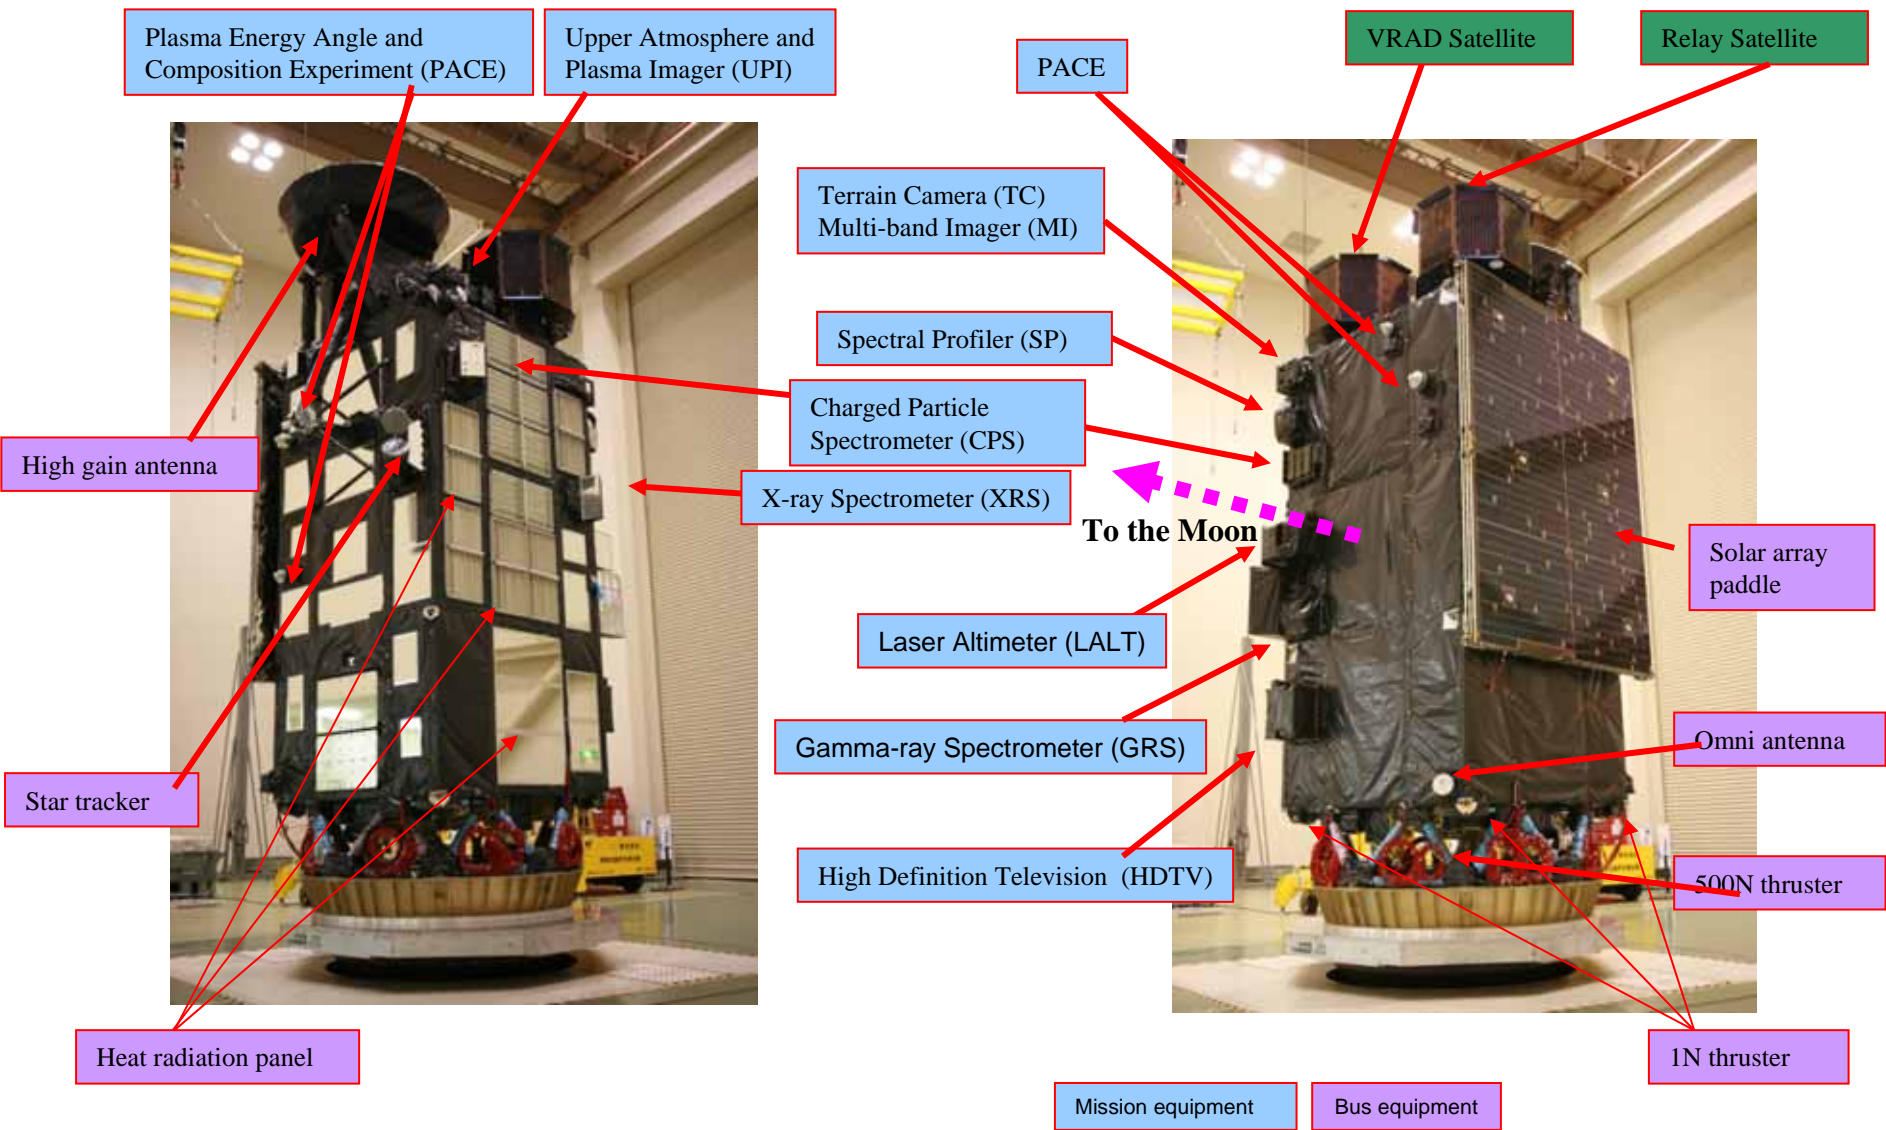 Plasma Energy Angle and
Composition Experiment (PACE)
Upper Atmosphere and
Plasma Imager (UPI)
PACE
VRAD Satellite
Relay Satellite
Terrain Camera (TC)
Multi-band Imager (MI)
Spectral Profiler (SP)
Charged Particle
Spectrometer (CPS)
High gain antenna
X-ray Spectrometer (XRS)
To the Moon
Solar array
paddle
Laser Altimeter (LALT)
Gamma-ray Spectrometer (GRS)
Omni antenna
Star tracker
High Definition Television (HDTV)
500N thruster
Heat radiation panel
1N thruster
Mission equipment
Bus equipment